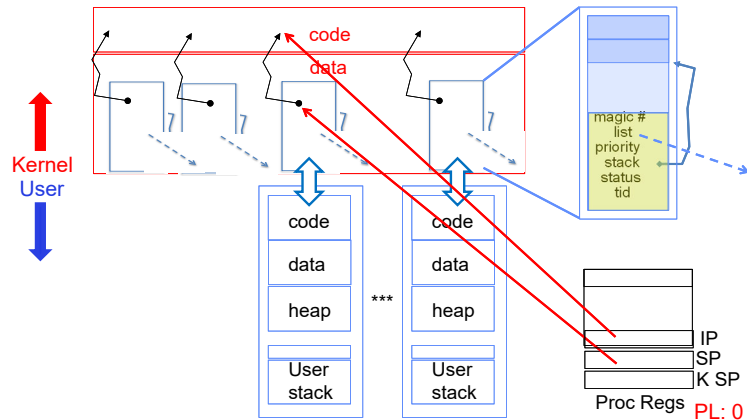 code
data
magic #
list
priority
stack
status
tid
Kernel
User
code
data
heap
User
stack
***
code
data
heap
User
stack
IP
SP
K SP
Proc Regs
PL: 0